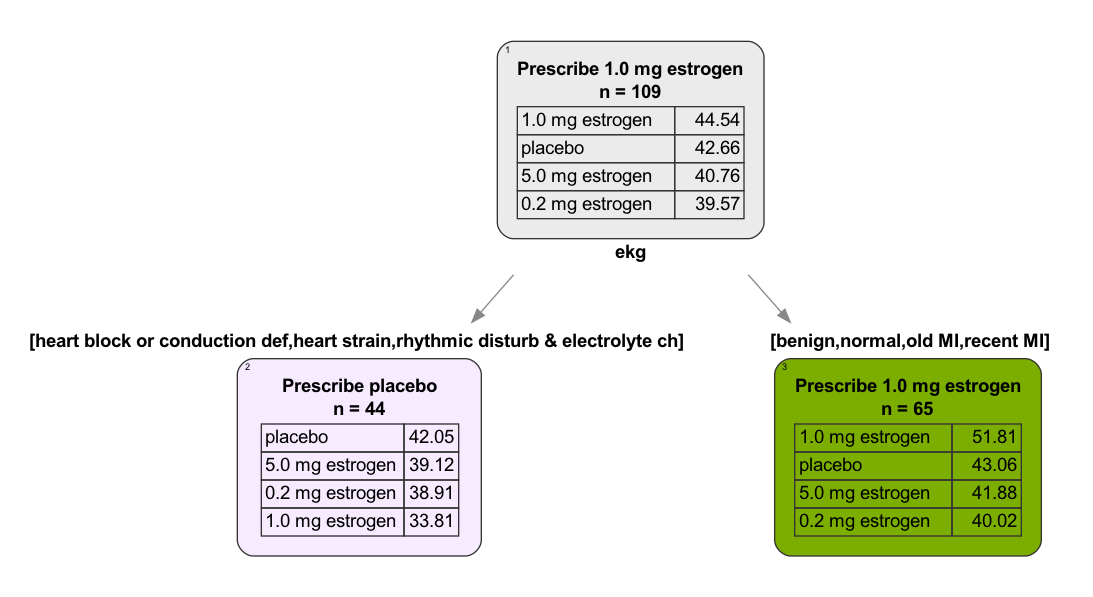 1
Prescribe 1.0 mg estrogen
n = 109
1.0 mg estrogen 44.54
placebo 42.66
5.0 mg estrogen 40.76
0.2 mg estrogen 39.57
ekg
[heart block or conduction def,heart strain,rhythmic disturb & electrolyte ch]
2
Prescribe placebo
n = 44
placebo 42.05
5.0 mg estrogen 39.12
0.2 mg estrogen 38.91
1.0 mg estrogen 33.81
[benign,normal,old MI,recent MI]
3
Prescribe 1.0 mg estrogen
n = 65
1.0 mg estrogen 51.81
placebo 43.06
5.0 mg estrogen 41.88
0.2 mg estrogen 40.02